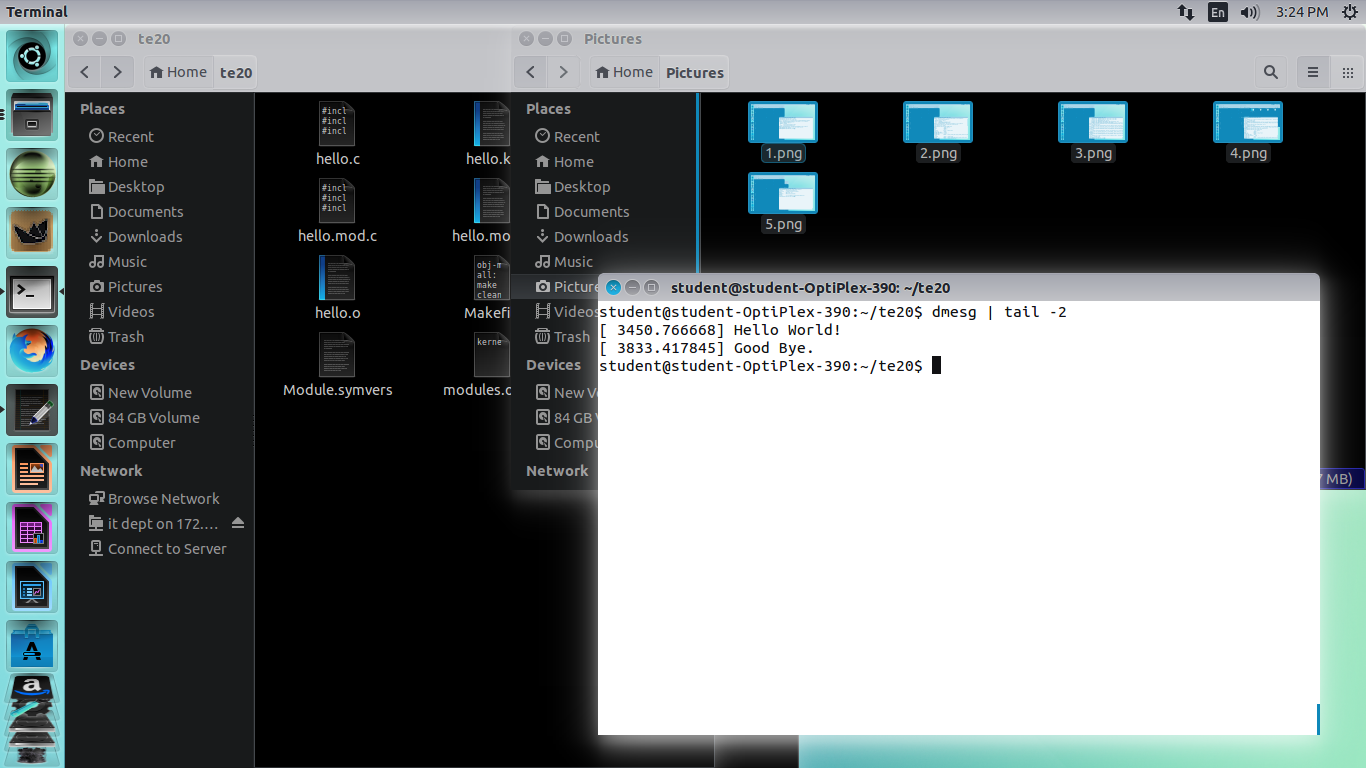 Terminal
En
3:24 PM
te20
Home
te20
Places
Recent
Home
Desktop
Documents
Downloads
Music
Pictures
Videos
Trash
Devices
New Volume
84 GB Volume
Computer
Network
Browse Network
it dept on 172....
Connect to Server
#incl
#incl
#incl
hello.c
hello.k
#incl
#incl
#incl
hello.mod.c
hello.mo
hello.o
obj-m
all:
make
clean
Makefi
Module.symvers
kerne
modules.o
Pictures
Home
Pictures
Places
Recent
Home
Desktop
Documents
Downloads
Music
Pictures
Videos
Trash
Devices
New Vo
84 GB V
Compu
Network
1.png
2.png
3.png
4.png
5.png
MB)
student@student-OptiPlex-390: ~/te20
student@student-OptiPlex-390:~/te20$ dmesg | tail -2
[ 3450.766668] Hello World!
[ 3833.417845] Good Bye.
student@student-OptiPlex-390:~/te20$